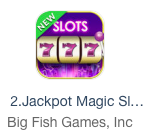 NEW
SLOTS
777
2.Jackpot Magic Sl...
Big Fish Games, Inc